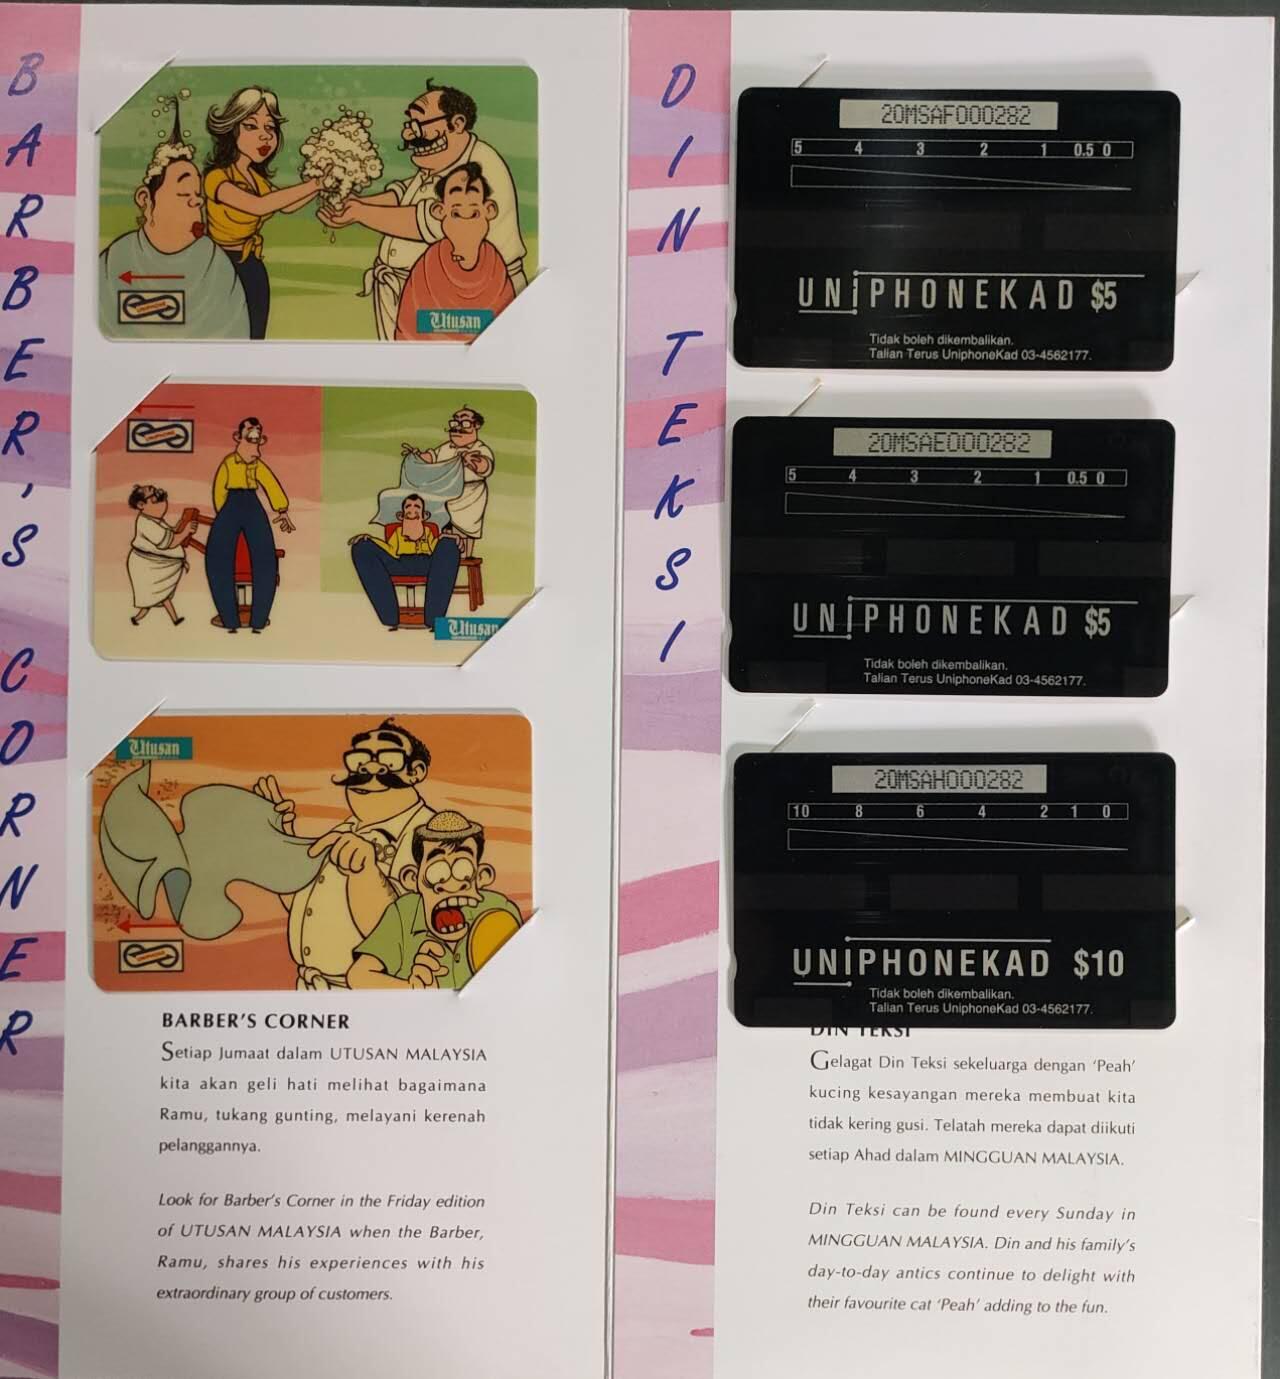 BARBER'S CORNER
Utusan
UNIPHONE
UNIPHONE
Utusan
Utusan
UNIPHONE
BARBER'S CORNER
Setiap Jumaat dalam UTUSAN MALAYSIA
kita akan geli hati melihat bagaimana
Ramu, tukang gunting, melayani kerenah
pelanggannya.
Look for Barber's Corner in the Friday edition
of UTUSAN MALAYSIA when the Barber,
Ramu, shares his experiences with his
extraordinary group of customers.
DIN TEKSI
20MSAF000282
5 4 3 2 1 0.5 0
UNIPHONEKAD $5
Tidak boleh dikembalikan.
Talian Terus UniphoneKad 03-4562177.
20MSAE000282
5 4 3 2 1 0.5 0
UNIPHONEKAD $5
Tidak boleh dikembalikan.
Talian Terus UniphoneKad 03-4562177.
20MSAH000282
10 8 6 4 2 1 0
UNIPHONEKAD $10
Tidak boleh dikembalikan.
Talian Terus UniphoneKad 03-4562177.
DIN TEKSI
Gelagat Din Teksi sekeluarga dengan 'Peah'
kucing kesayangan mereka membuat kita
tidak kering gusi. Telatah mereka dapat diikuti
setiap Ahad dalam MINGGUAN MALAYSIA.
Din Teksi can be found every Sunday in
MINGGUAN MALAYSIA. Din and his family's
day-to-day antics continue to delight with
their favourite cat 'Peah' adding to the fun.